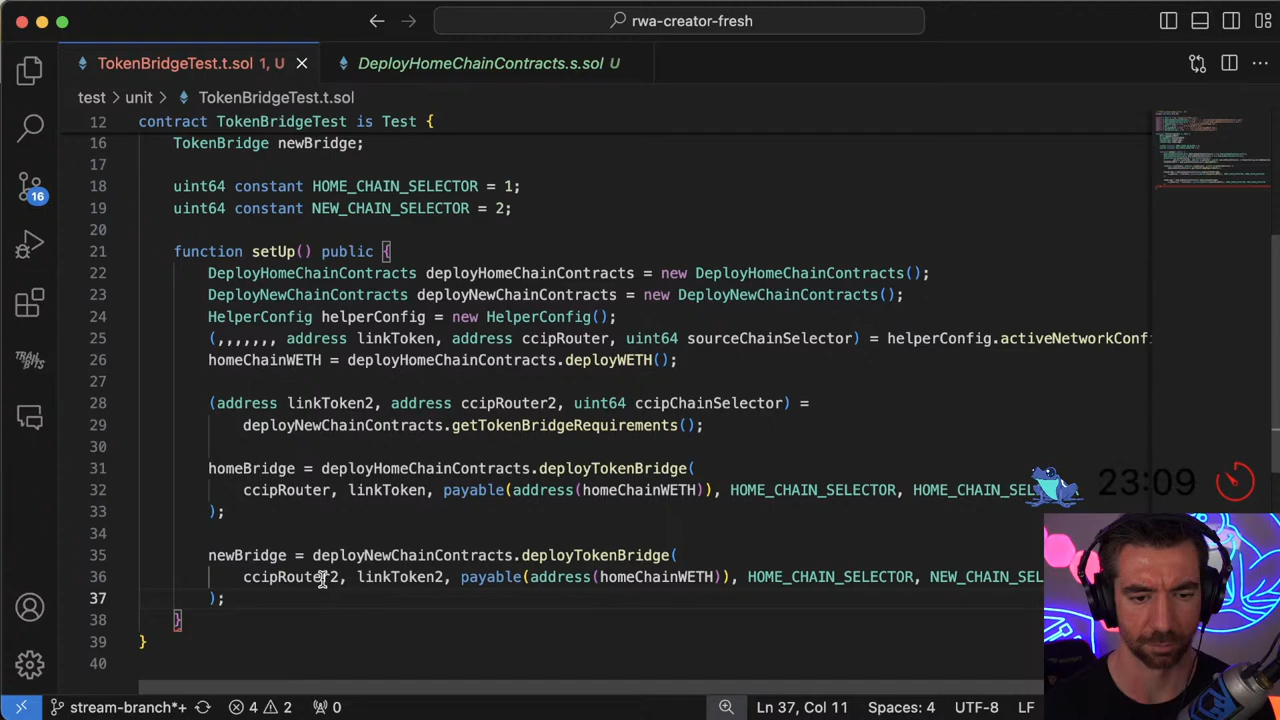 rwa-creator-fresh
TokenBridgeTest.t.sol 1, U
DeployHomeChainContracts.s.sol U
test > unit > TokenBridgeTest.t.sol
12 contract TokenBridgeTest is Test {
16 TokenBridge newBridge;
17
18 uint64 constant HOME_CHAIN_SELECTOR = 1;
19 uint64 constant NEW_CHAIN_SELECTOR = 2;
20
21 function setUp() public {
22 DeployHomeChainContracts deployHomeChainContracts = new DeployHomeChainContracts();
23 DeployNewChainContracts deployNewChainContracts = new DeployNewChainContracts();
24 HelperConfig helperConfig = new HelperConfig();
25 (,,,,,,, address linkToken, address ccipRouter, uint64 sourceChainSelector) = helperConfig.activeNetworkConfi
26 homeChainWETH = deployHomeChainContracts.deployWETH();
27
28 (address linkToken2, address ccipRouter2, uint64 ccipChainSelector) =
29 deployNewChainContracts.getTokenBridgeRequirements();
30
31 homeBridge = deployHomeChainContracts.deployTokenBridge(
32 ccipRouter, linkToken, payable(address(homeChainWETH)), HOME_CHAIN_SELECTOR, HOME_CHAIN_SEL
33 );
34
35 newBridge = deployNewChainContracts.deployTokenBridge(
36 ccipRouter2, linkToken2, payable(address(homeChainWETH)), HOME_CHAIN_SELECTOR, NEW_CHAIN_SEL
37 );
38 }
39 }
40
16
TRAIL
BITS
23:09
stream-branch*+ 4 2 0 Ln 37, Col 11 Spaces: 4 UTF-8 LF